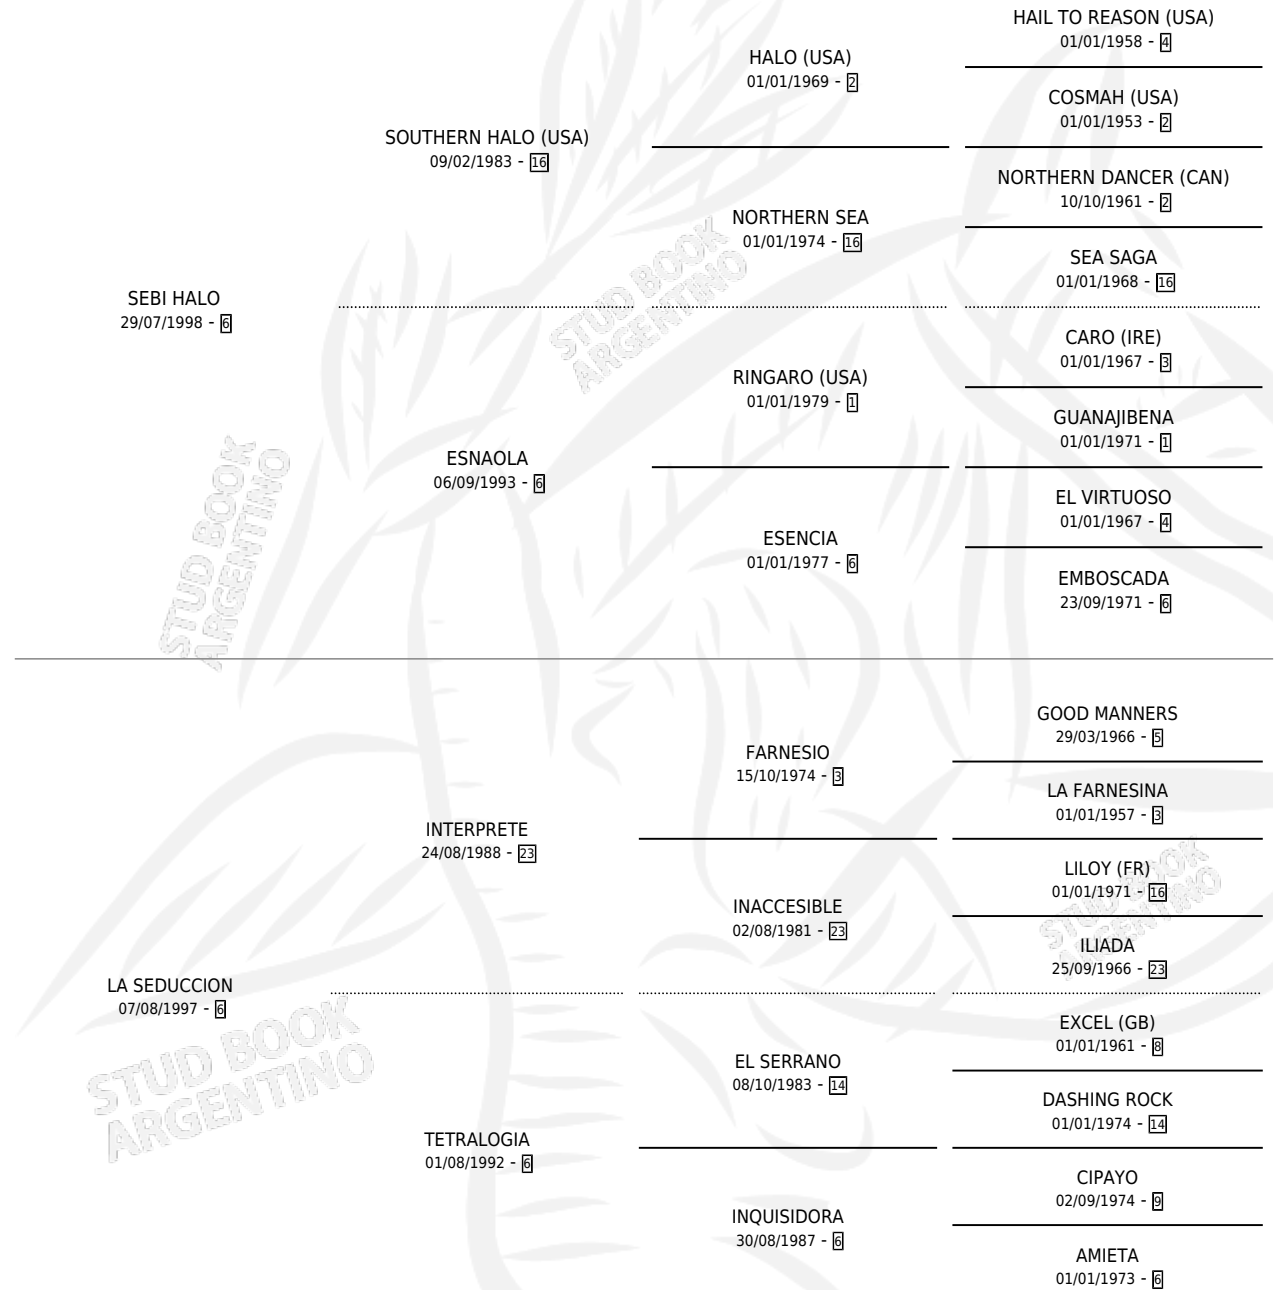 HAIL TO REASON (USA)
01/01/1958 - 4
HALO (USA)
01/01/1969 - 2
COSMAH (USA)
01/01/1953 - 2
SOUTHERN HALO (USA)
09/02/1983 - 16
NORTHERN DANCER (CAN)
10/10/1961 - 2
NORTHERN SEA
01/01/1974 - 16
SEA SAGA
01/01/1968 - 16
SEBI HALO
29/07/1998 - 6
CARO (IRE)
01/01/1967 - 3
RINGARO (USA)
01/01/1979 - 1
GUANAJIBENA
01/01/1971 - 1
ESNAOLA
06/09/1993 - 6
EL VIRTUOSO
01/01/1967 - 4
ESENCIA
01/01/1977 - 6
EMBOSCADA
23/09/1971 - 6
STUD BOOK
ARGENTINO
STUD BOOK
ARGENTINO
GOOD MANNERS
29/03/1966 - 5
FARNESIO
15/10/1974 - 3
LA FARNESINA
01/01/1957 - 3
INTERPRETE
24/08/1988 - 23
LILOY (FR)
01/01/1971 - 16
INACCESIBLE
02/08/1981 - 23
ILIADA
25/09/1966 - 23
STUD BOOK
ARGENTINO
LA SEDUCCION
07/08/1997 - 6
EXCEL (GB)
01/01/1961 - 8
EL SERRANO
08/10/1983 - 14
DASHING ROCK
01/01/1974 - 14
TETRALOGIA
01/08/1992 - 6
CIPAYO
02/09/1974 - 9
INQUISIDORA
30/08/1987 - 6
AMIETA
01/01/1973 - 6
STUD BOOK
ARGENTINO